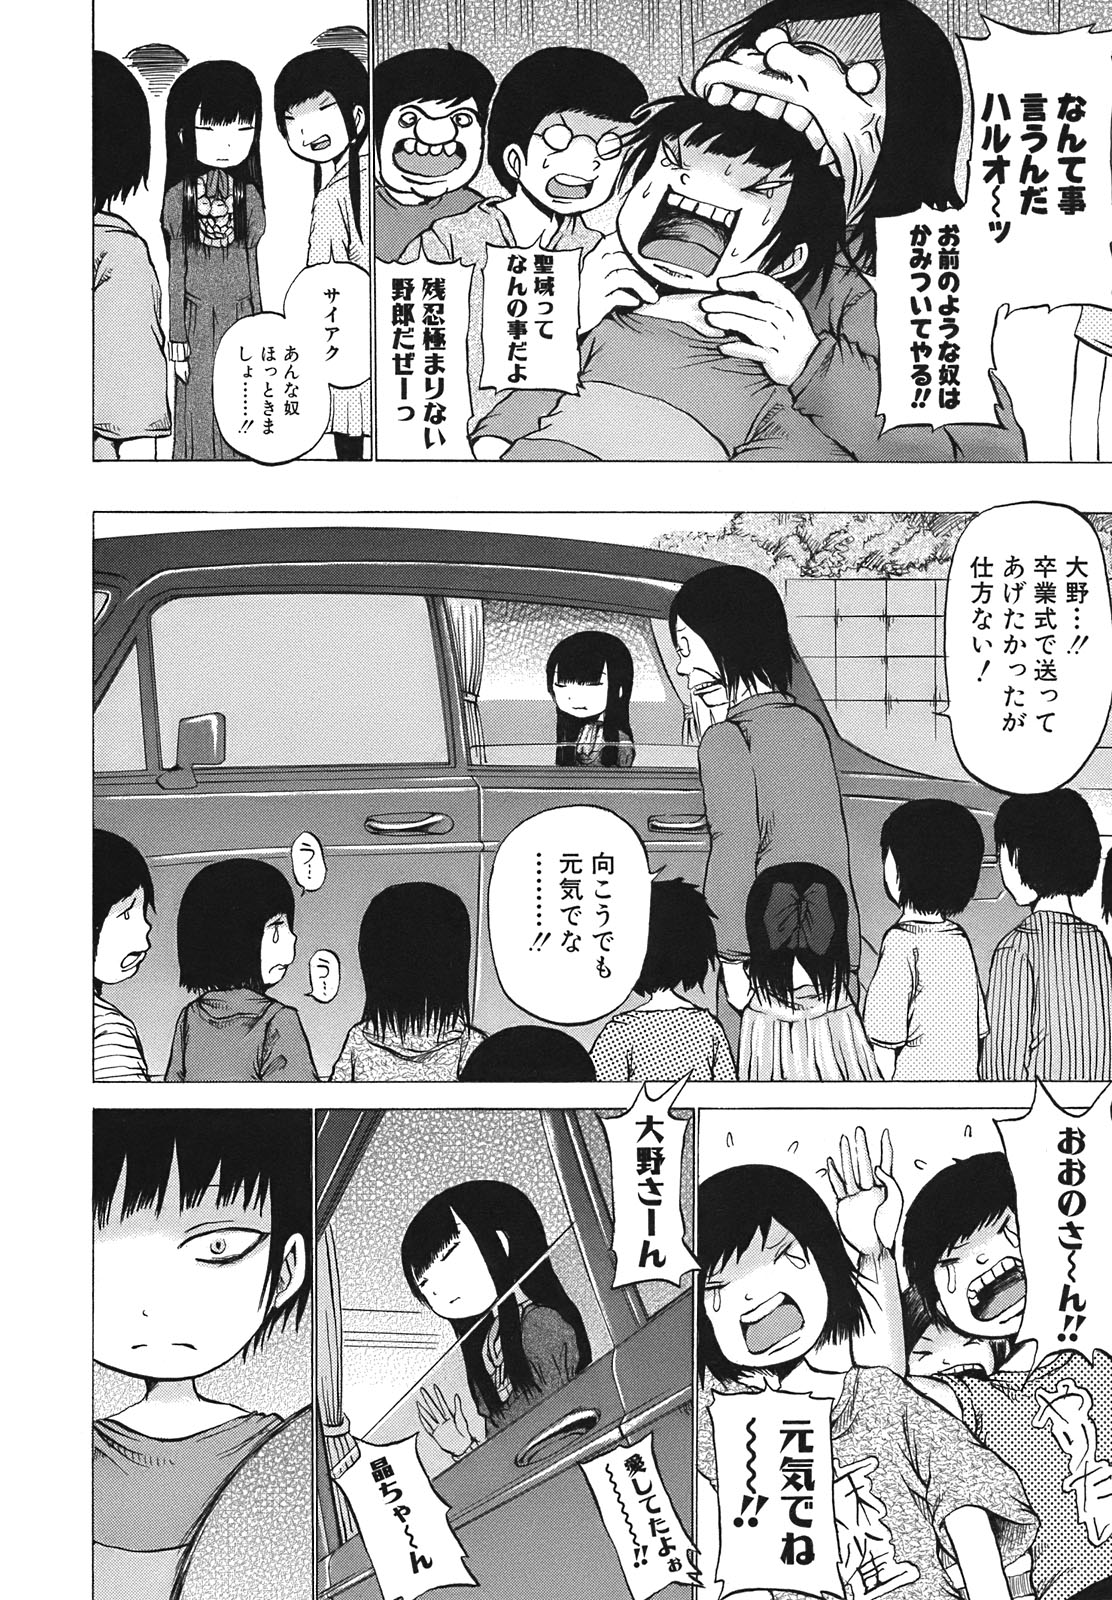 なんて事
言うんだ
ハルオ〜ッ
お前のような奴は
かみついてやる!!
聖域って
なんの事だよ
残忍極まりない
野郎だぜーっ
サイアク
あんな奴
ほっときま
しょ……!!
大野…!!
卒業式で送って
あげたかったが
仕方ない!
向こうでも
元気でな
………!!
う…
う…
おおのさ〜ん!!
元気でね
〜〜〜!!
大野さーん
愛してたよぉ
〜〜〜〜!!
晶ちゃ〜ん